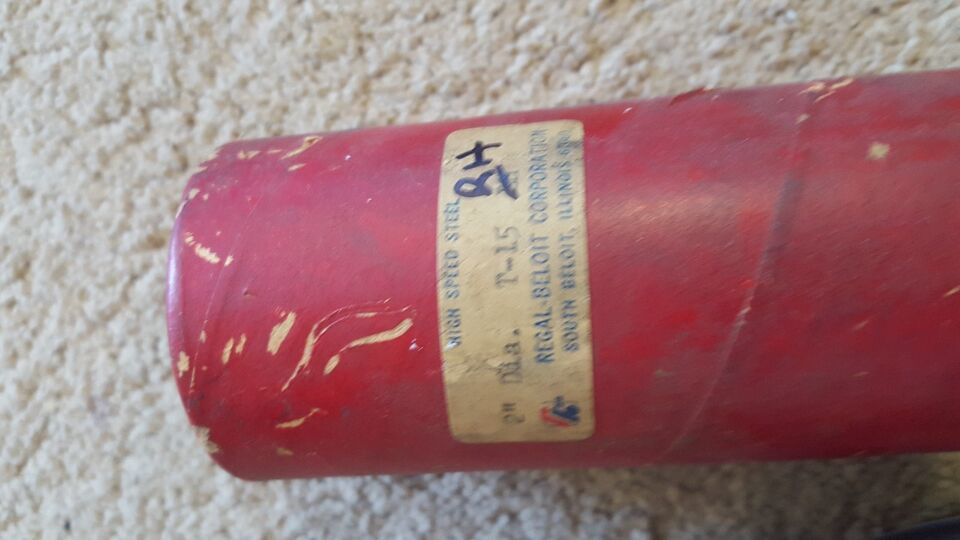 HIGH SPEED STEEL
RH
2" Dia. T-15
REGAL-BELOIT CORPORATION
SOUTH BELOIT, ILLINOIS